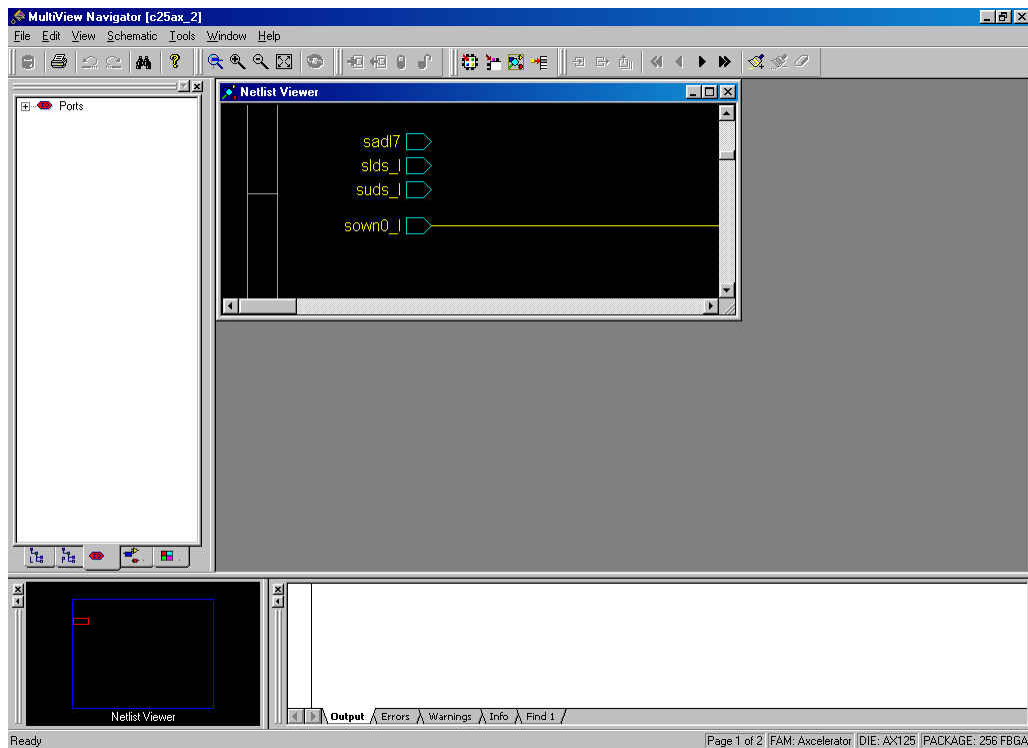 MultiView Navigator [c25ax_2]
File Edit View Schematic Tools Window Help
Ports
Netlist Viewer
sadl7
slds_l
suds_l
sown0_l
Netlist Viewer
Output Errors Warnings Info Find 1
Ready
Page 1 of 2 FAM: Axcelerator DIE: AX125 PACKAGE: 256 FBGA